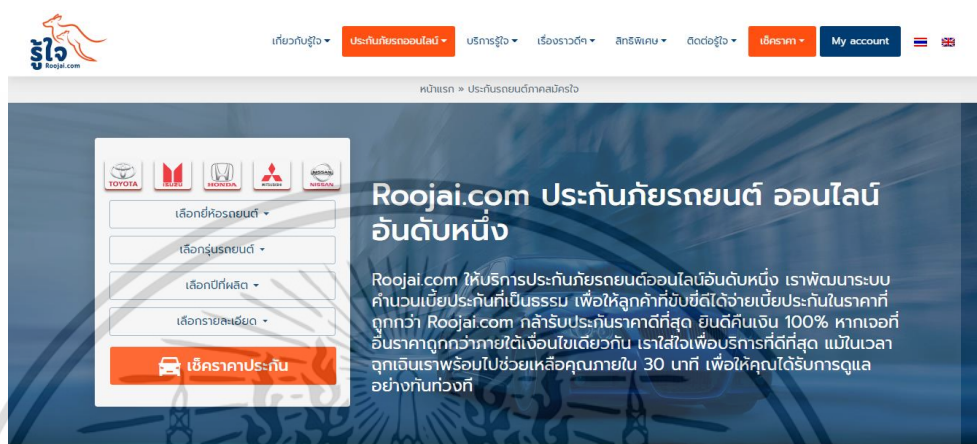 รู้ใจ
Roojai.com
เกี่ยวกับรู้ใจ
ประกันภัยรถออนไลน์
บริการรู้ใจ
เรื่องราวดีๆ
สิทธิพิเศษ
ติดต่อรู้ใจ
เช็คราคา
My account
หน้าแรก » ประกันรถยนต์ภาคสมัครใจ
TOYOTA
ISUZU
HONDA
MITSUBISHI
NISSAN
NISSAN
เลือกยี่ห้อรถยนต์
เลือกรุ่นรถยนต์
เลือกปีที่ผลิต
เลือกรายละเอียด
เช็คราคาประกัน
Roojai.com ประกันภัยรถยนต์ ออนไลน์
อันดับหนึ่ง
Roojai.com ให้บริการประกันภัยรถยนต์ออนไลน์อันดับหนึ่ง เราพัฒนาระบบ
คำนวนเบี้ยประกันที่เป็นธรรม เพื่อให้ลูกค้าที่ขับขี่ดีได้จ่ายเบี้ยประกันในราคาที่
ถูกกว่า Roojai.com กล้ารับประกันราคาดีที่สุด ยินดีคืนเงิน 100% หากเจอที่
อื่นราคาถูกกว่าภายใต้เงื่อนไขเดียวกัน เราใส่ใจเพื่อบริการที่ดีที่สุด แม้ในเวลา
ฉุกเฉินเราพร้อมไปช่วยเหลือคุณภายใน 30 นาที เพื่อให้คุณได้รับการดูแล
อย่างทันท่วงที